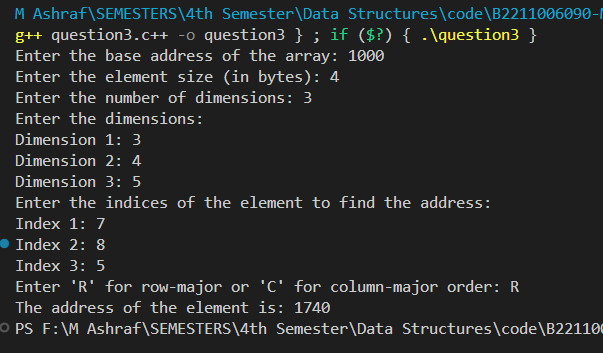 M Ashraf\SEMESTERS\4th Semester\Data Structures\code\B2211006090-
g++ question3.c++ -o question3 } ; if ($?) { .\question3 }
Enter the base address of the array: 1000
Enter the element size (in bytes): 4
Enter the number of dimensions: 3
Enter the dimensions:
Dimension 1: 3
Dimension 2: 4
Dimension 3: 5
Enter the indices of the element to find the address:
Index 1: 7
Index 2: 8
Index 3: 5
Enter 'R' for row-major or 'C' for column-major order: R
The address of the element is: 1740
PS F:\M Ashraf\SEMESTERS\4th Semester\Data Structures\code\B22110